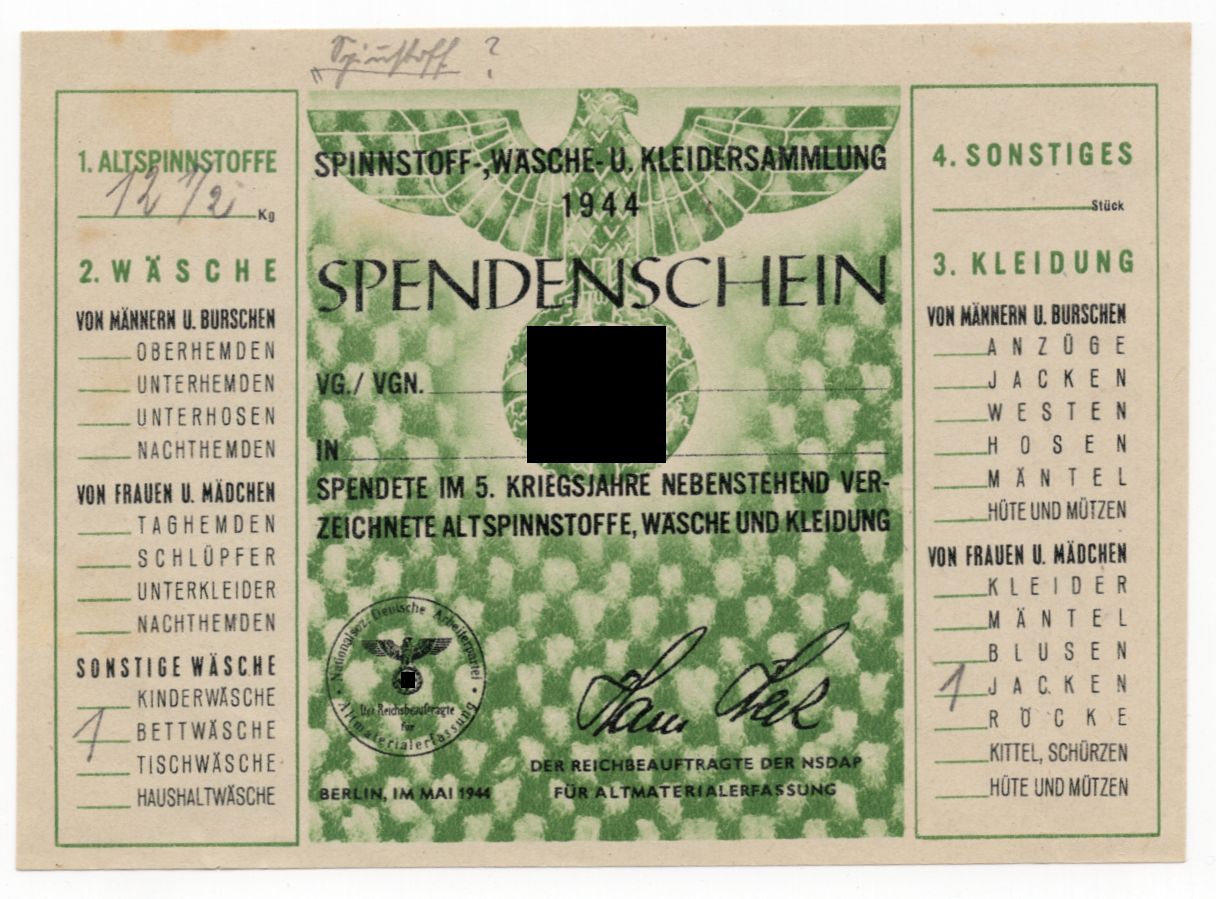 „Spinnstoff ?
1. ALTSPINNSTOFFE
12 1/2 Kg
2. WÄSCHE
VON MÄNNERN U. BURSCHEN
OBERHEMDEN
UNTERHEMDEN
UNTERHOSEN
NACHTHEMDEN
VON FRAUEN U. MÄDCHEN
TAGHEMDEN
SCHLÜPFER
UNTERKLEIDER
NACHTHEMDEN
SONSTIGE WÄSCHE
KINDERWÄSCHE
1 BETTWÄSCHE
TISCHWÄSCHE
HAUSHALTWÄSCHE
SPINNSTOFF-, WÄSCHE- U. KLEIDERSAMMLUNG
1944
SPENDENSCHEIN
VG./ VGN.
IN
SPENDETE IM 5. KRIEGSJAHRE NEBENSTEHEND VER-
ZEICHNETE ALTSPINNSTOFFE, WÄSCHE UND KLEIDUNG
Nationalsoz. Deutsche Arbeiterpartei
Der Reichsbeauftragte
für
Altmaterialerfassung
Hans Heck
DER REICHBEAUFTRAGTE DER NSDAP
FÜR ALTMATERIALERFASSUNG
BERLIN, IM MAI 1944
4. SONSTIGES
Stück
3. KLEIDUNG
VON MÄNNERN U. BURSCHEN
ANZÜGE
JACKEN
WESTEN
HOSEN
MÄNTEL
HÜTE UND MÜTZEN
VON FRAUEN U. MÄDCHEN
KLEIDER
MÄNTEL
BLUSEN
1 JACKEN
RÖCKE
KITTEL, SCHÜRZEN
HÜTE UND MÜTZEN